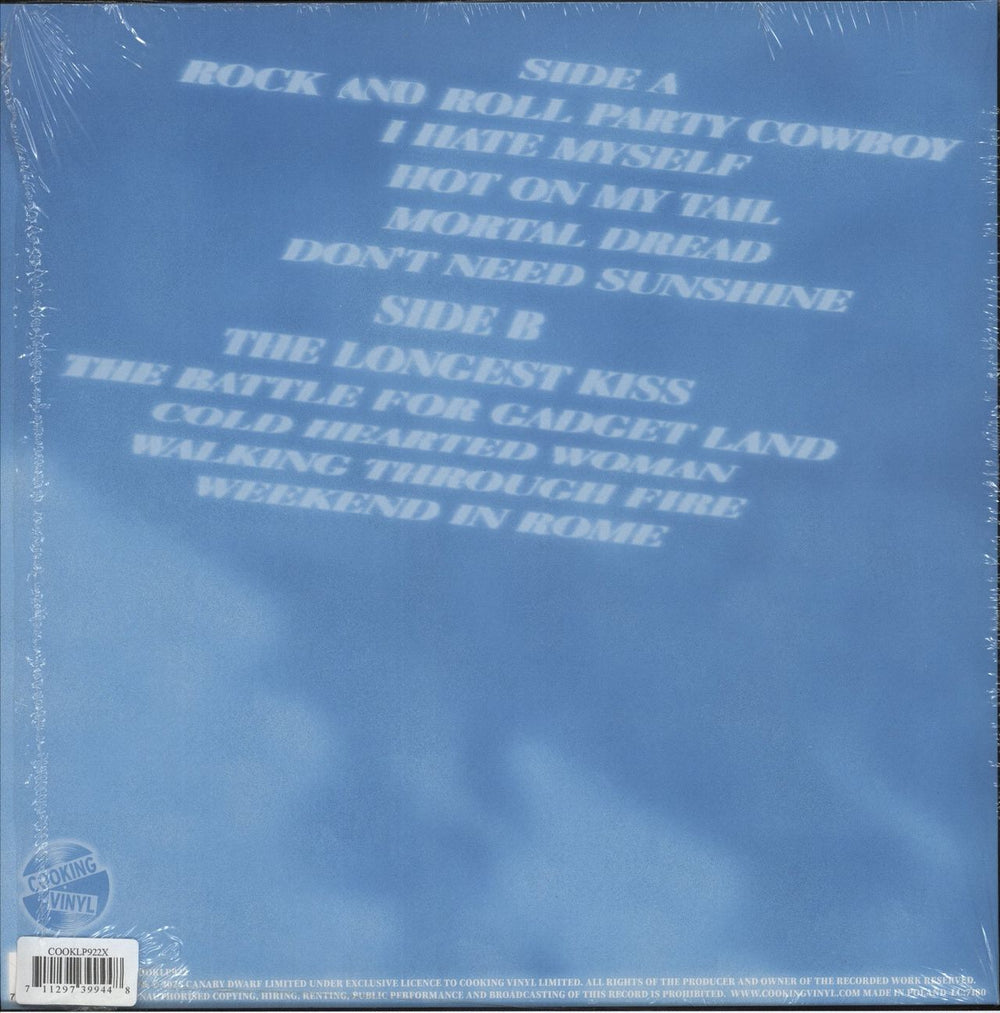 SIDE A
ROCK AND ROLL PARTY COWBOY
I HATE MYSELF
HOT ON MY TAIL
MORTAL DREAD
DON'T NEED SUNSHINE
SIDE B
THE LONGEST KISS
THE BATTLE FOR GADGET LAND
COLD HEARTED WOMAN
WALKING THROUGH FIRE
WEEKEND IN ROME
COOKING
VINYL
COOKLP922X
7 11297 39944 8
CANARY DWARF LIMITED UNDER EXCLUSIVE LICENCE TO COOKING VINYL LIMITED. ALL RIGHTS OF THE PRODUCER AND OWNER OF THE RECORDED WORK RESERVED.
COPYING, HIRING, RENTING, PUBLIC PERFORMANCE AND BROADCASTING OF THIS RECORD IS PROHIBITED. WWW.COOKINGVINYL.COM MADE IN POLAND